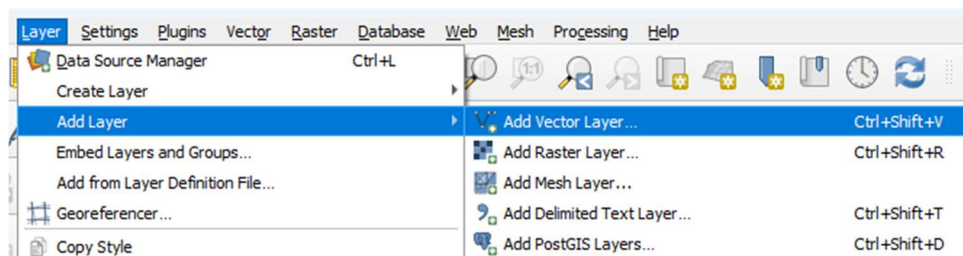 Layer Settings Plugins Vector Raster Database Web Mesh Processing Help
Data Source Manager Ctrl+L
1:1
Create Layer
Add Layer
Add Vector Layer... Ctrl+Shift+V
Embed Layers and Groups...
Add Raster Layer... Ctrl+Shift+R
Add from Layer Definition File...
Add Mesh Layer...
Georeferencer...
Add Delimited Text Layer... Ctrl+Shift+T
Copy Style
Add PostGIS Layers... Ctrl+Shift+D